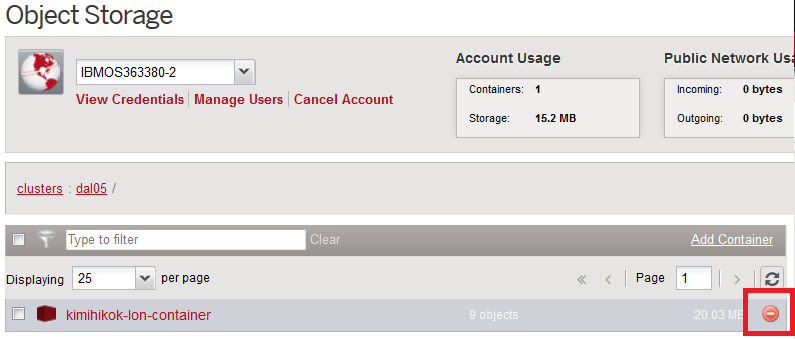 Object Storage
IBMOS363380-2
View Credentials Manage Users Cancel Account
Account Usage
Containers: 1
Storage: 15.2 MB
Public Network Usa
Incoming: 0 bytes
Outgoing: 0 bytes
clusters : dal05 /
Type to filter Clear Add Container
Displaying 25 per page « ‹ Page 1 ›
kimihikok-lon-container 9 objects 20.03 MB